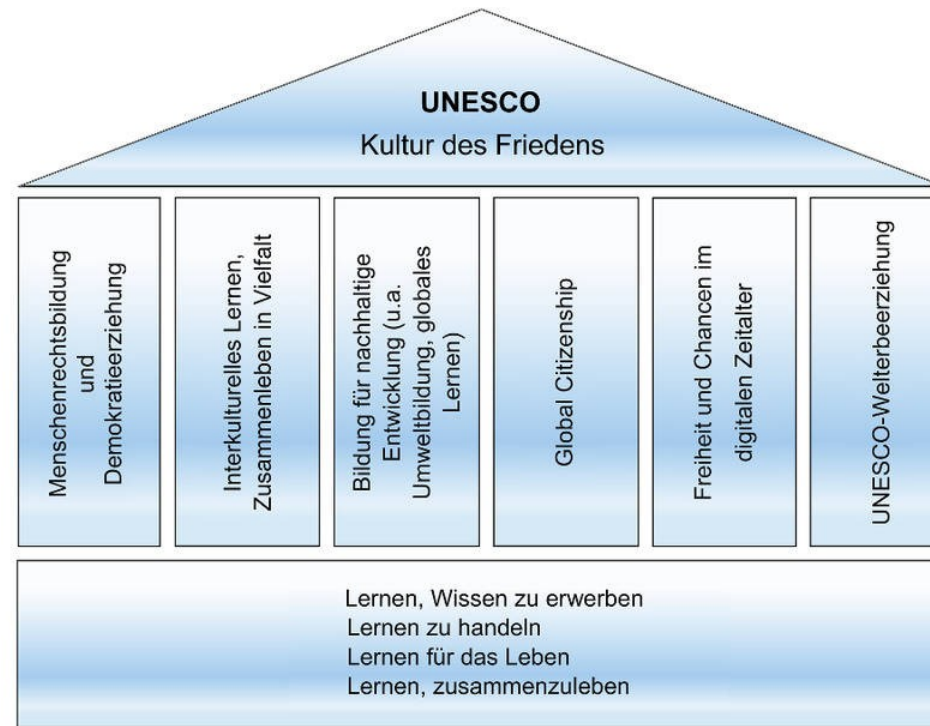 UNESCO
Kultur des Friedens
Menschenrechtsbildung
und
Demokratieerziehung
Interkulturelles Lernen,
Zusammenleben in Vielfalt
Bildung für nachhaltige
Entwicklung (u.a.
Umweltbildung, globales
Lernen)
Global Citizenship
Freiheit und Chancen im
digitalen Zeitalter
UNESCO-Welterbeerziehung
Lernen, Wissen zu erwerben
Lernen zu handeln
Lernen für das Leben
Lernen, zusammenzuleben